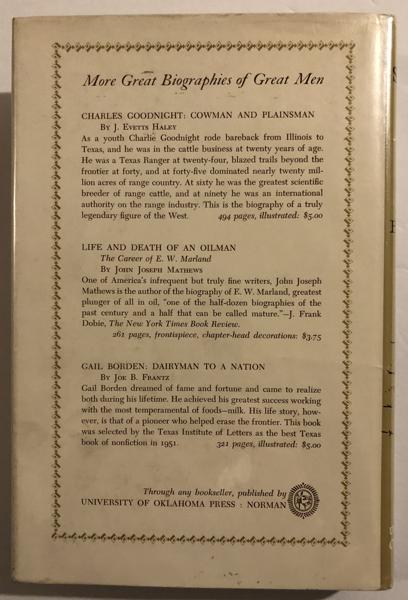 More Great Biographies of Great Men
CHARLES GOODNIGHT: COWMAN AND PLAINSMAN
By J. Evetts Haley
As a youth Charlie Goodnight rode bareback from Illinois to
Texas, and he was in the cattle business at twenty years of age.
He was a Texas Ranger at twenty-four, blazed trails beyond the
frontier at forty, and at forty-five dominated nearly twenty mil-
lion acres of range country. At sixty he was the greatest scientific
breeder of range cattle, and at ninety he was an international
authority on the range industry. This is the biography of a truly
legendary figure of the West. 494 pages, illustrated: $5.00
LIFE AND DEATH OF AN OILMAN
The Career of E. W. Marland
By John Joseph Mathews
One of America's infrequent but truly fine writers, John Joseph
Mathews is the author of the biography of E. W. Marland, greatest
plunger of all in oil, "one of the half-dozen biographies of the
past century and a half that can be called mature."—J. Frank
Dobie, The New York Times Book Review.
261 pages, frontispiece, chapter-head decorations: $3.75
GAIL BORDEN: DAIRYMAN TO A NATION
By Joe B. Frantz
Gail Borden dreamed of fame and fortune and came to realize
both during his lifetime. He achieved his greatest success working
with the most temperamental of foods—milk. His life story, how-
ever, is that of a pioneer who helped erase the frontier. This book
was selected by the Texas Institute of Letters as the best Texas
book of nonfiction in 1951. 321 pages, illustrated: $5.00
Through any bookseller, published by
UNIVERSITY OF OKLAHOMA PRESS : NORMAN